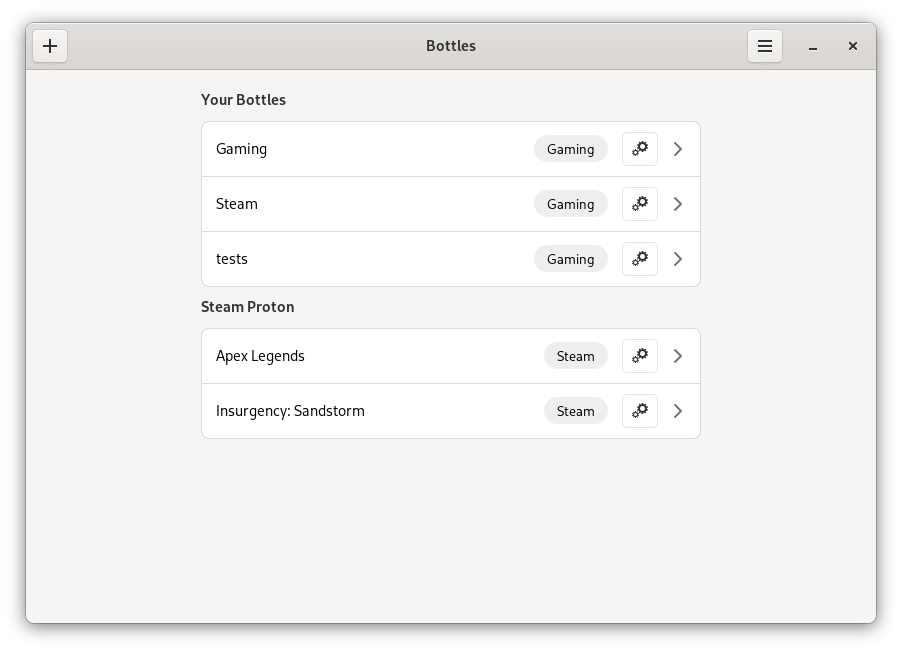 Bottles
Your Bottles
Gaming Gaming
Steam Gaming
tests Gaming
Steam Proton
Apex Legends Steam
Insurgency: Sandstorm Steam